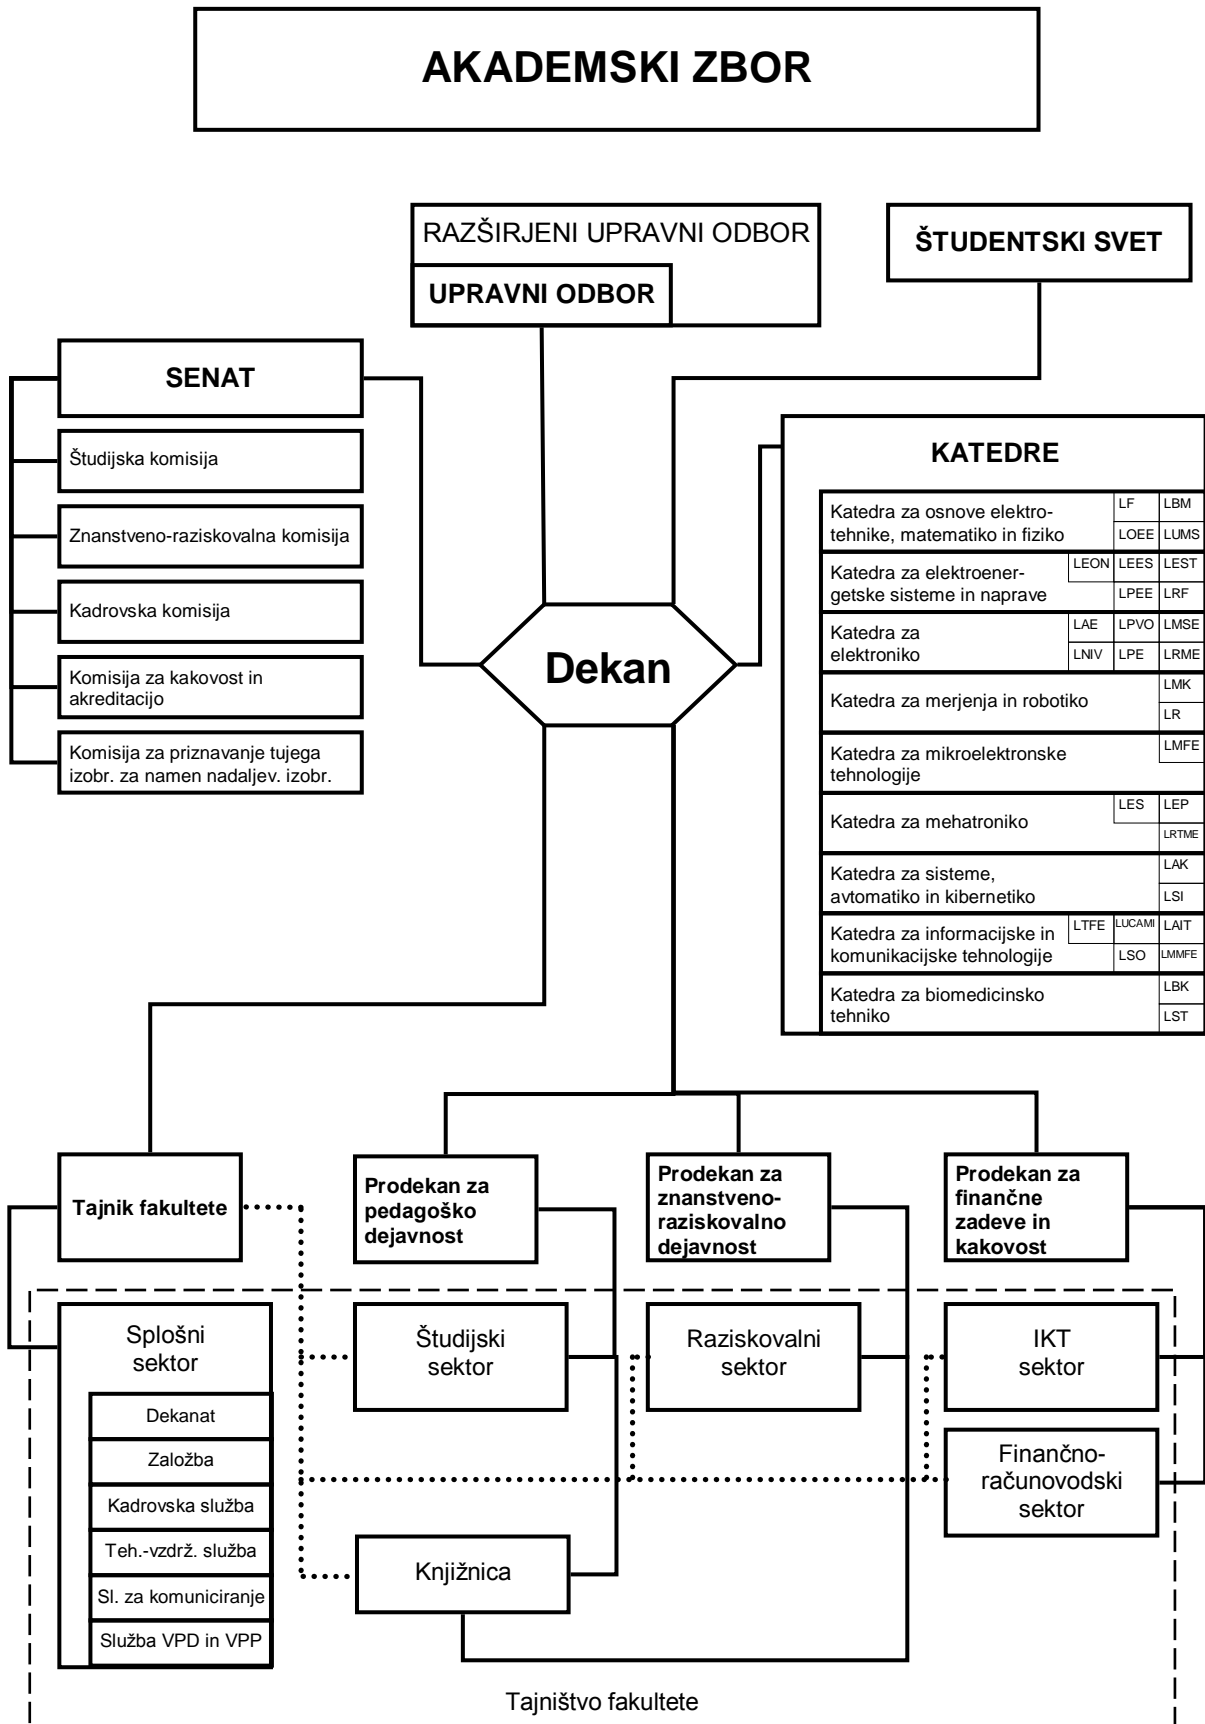 AKADEMSKI ZBOR
RAZŠIRJENI UPRAVNI ODBOR
UPRAVNI ODBOR
ŠTUDENTSKI SVET
SENAT
Študijska komisija
Znanstveno-raziskovalna komisija
Kadrovska komisija
Komisija za kakovost in
akreditacijo
Komisija za priznavanje tujega
izobr. za namen nadaljev. izobr.
Dekan
KATEDRE
Katedra za osnove elektro-
tehnike, matematiko in fiziko
LF LBM
LOEE LUMS
Katedra za elektroener-
getske sisteme in naprave
LEON LEES LEST
LPEE LRF
Katedra za
elektroniko
LAE LPVO LMSE
LNIV LPE LRME
Katedra za merjenja in robotiko
LMK
LR
Katedra za mikroelektronske
tehnologije
LMFE
Katedra za mehatroniko
LES LEP
LRTME
Katedra za sisteme,
avtomatiko in kibernetiko
LAK
LSI
Katedra za informacijske in
komunikacijske tehnologije
LTFE LUCAMI LAIT
LSO LMMFE
Katedra za biomedicinsko
tehniko
LBK
LST
Tajnik fakultete
Prodekan za
pedagoško
dejavnost
Prodekan za
znanstveno-
raziskovalno
dejavnost
Prodekan za
finančne
zadeve in
kakovost
Splošni
sektor
Dekanat
Založba
Kadrovska služba
Teh.-vzdrž. služba
Sl. za komuniciranje
Služba VPD in VPP
Študijski
sektor
Raziskovalni
sektor
IKT
sektor
Finančno-
računovodski
sektor
Knjižnica
Tajništvo fakultete